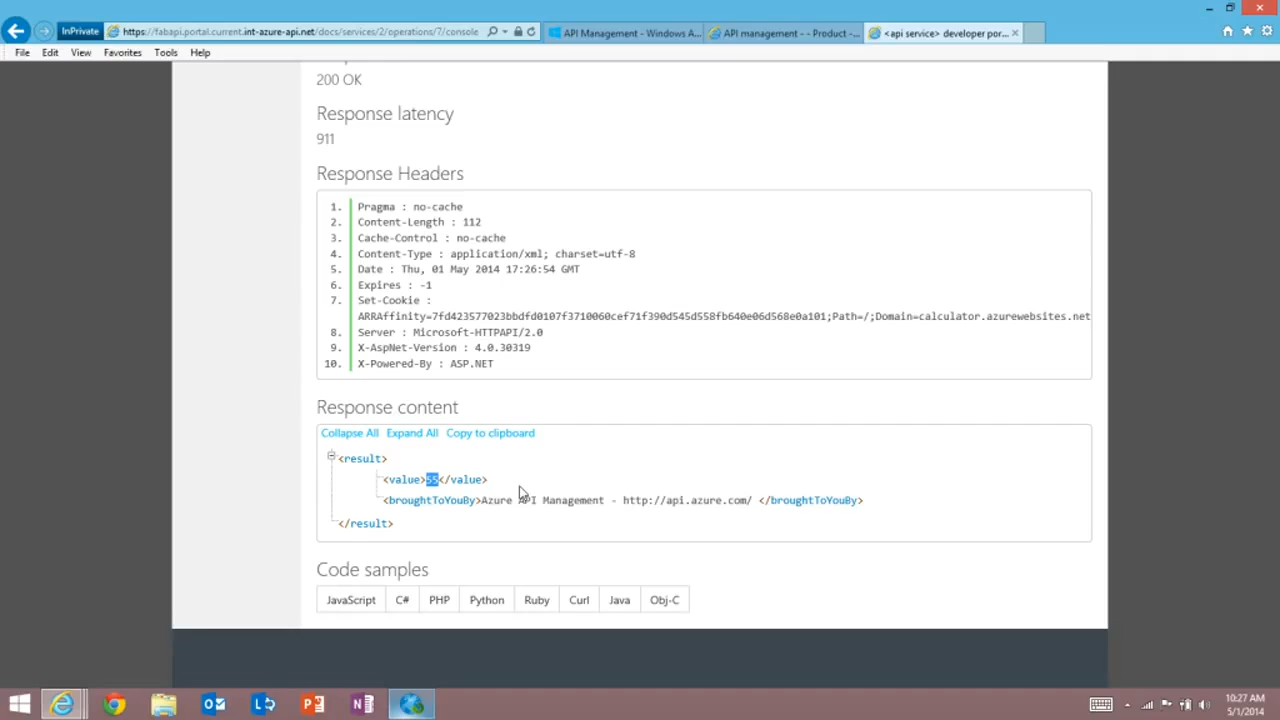 InPrivate
https://fabapi.portal.current.int-azure-api.net/docs/services/2/operations/7/console
API Management - Windows A...
API management - - Product -...
<api service> developer por...
File Edit View Favorites Tools Help
200 OK
Response latency
911
Response Headers
1. Pragma : no-cache
2. Content-Length : 112
3. Cache-Control : no-cache
4. Content-Type : application/xml; charset=utf-8
5. Date : Thu, 01 May 2014 17:26:54 GMT
6. Expires : -1
7. Set-Cookie :
ARRAffinity=7fd423577023bbdfd0107f3710060cef71f390d545d558fb640e06d568e0a101;Path=/;Domain=calculator.azurewebsites.net
8. Server : Microsoft-HTTPAPI/2.0
9. X-AspNet-Version : 4.0.30319
10. X-Powered-By : ASP.NET
Response content
Collapse All Expand All Copy to clipboard
<result>
<value>55</value>
<broughtToYouBy>Azure API Management - http://api.azure.com/ </broughtToYouBy>
</result>
Code samples
JavaScript C# PHP Python Ruby Curl Java Obj-C
10:27 AM
5/1/2014